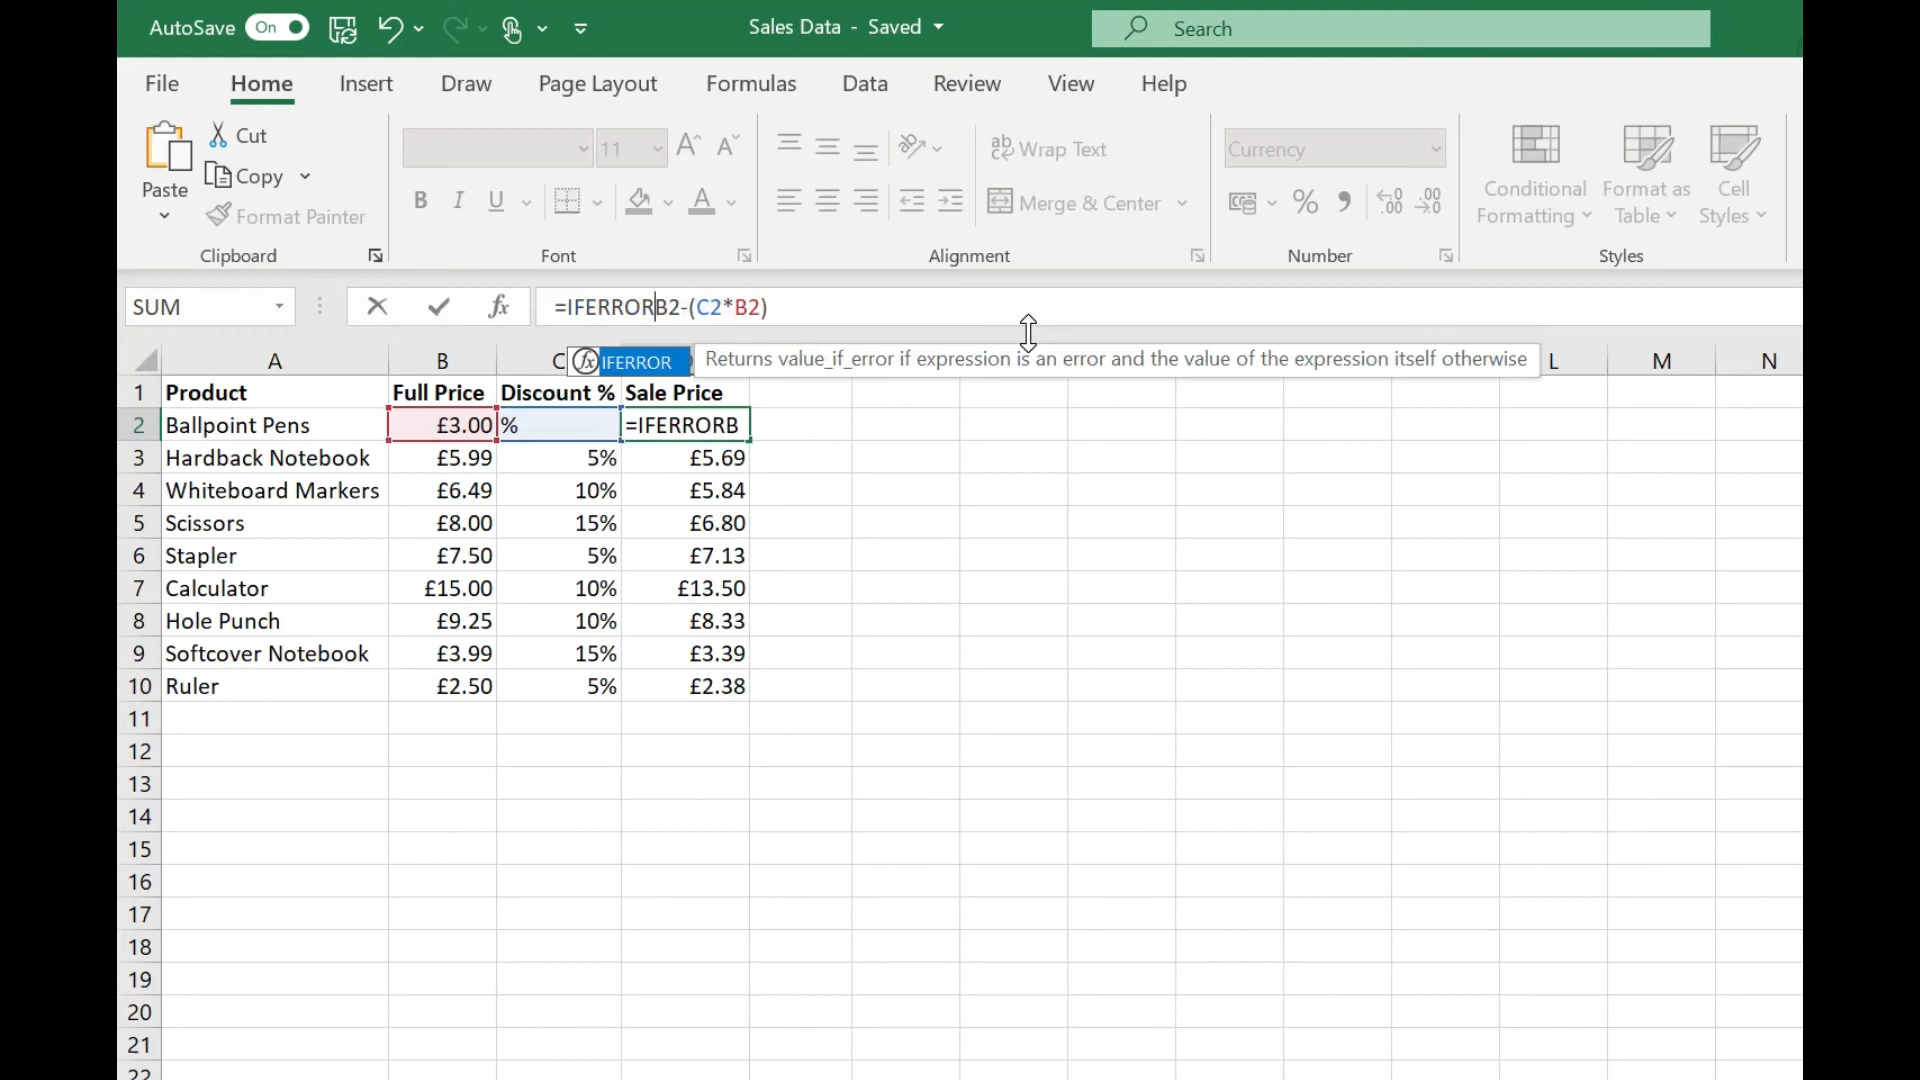 AutoSave On Sales Data - Saved Search
File Home Insert Draw Page Layout Formulas Data Review View Help
Paste
Cut
Copy
Format Painter
Clipboard
11
A A
B I U A
Font
ab Wrap Text
Merge & Center
Alignment
Currency
% , .00 .00
Number
Conditional Formatting
Format as Table
Cell Styles
Styles
SUM fx =IFERRORB2-(C2*B2)
fx IFERROR Returns value_if_error if expression is an error and the value of the expression itself otherwise
A B C L M N
1 Product Full Price Discount % Sale Price
2 Ballpoint Pens £3.00 % =IFERRORB
3 Hardback Notebook £5.99 5% £5.69
4 Whiteboard Markers £6.49 10% £5.84
5 Scissors £8.00 15% £6.80
6 Stapler £7.50 5% £7.13
7 Calculator £15.00 10% £13.50
8 Hole Punch £9.25 10% £8.33
9 Softcover Notebook £3.99 15% £3.39
10 Ruler £2.50 5% £2.38
11
12
13
14
15
16
17
18
19
20
21
22